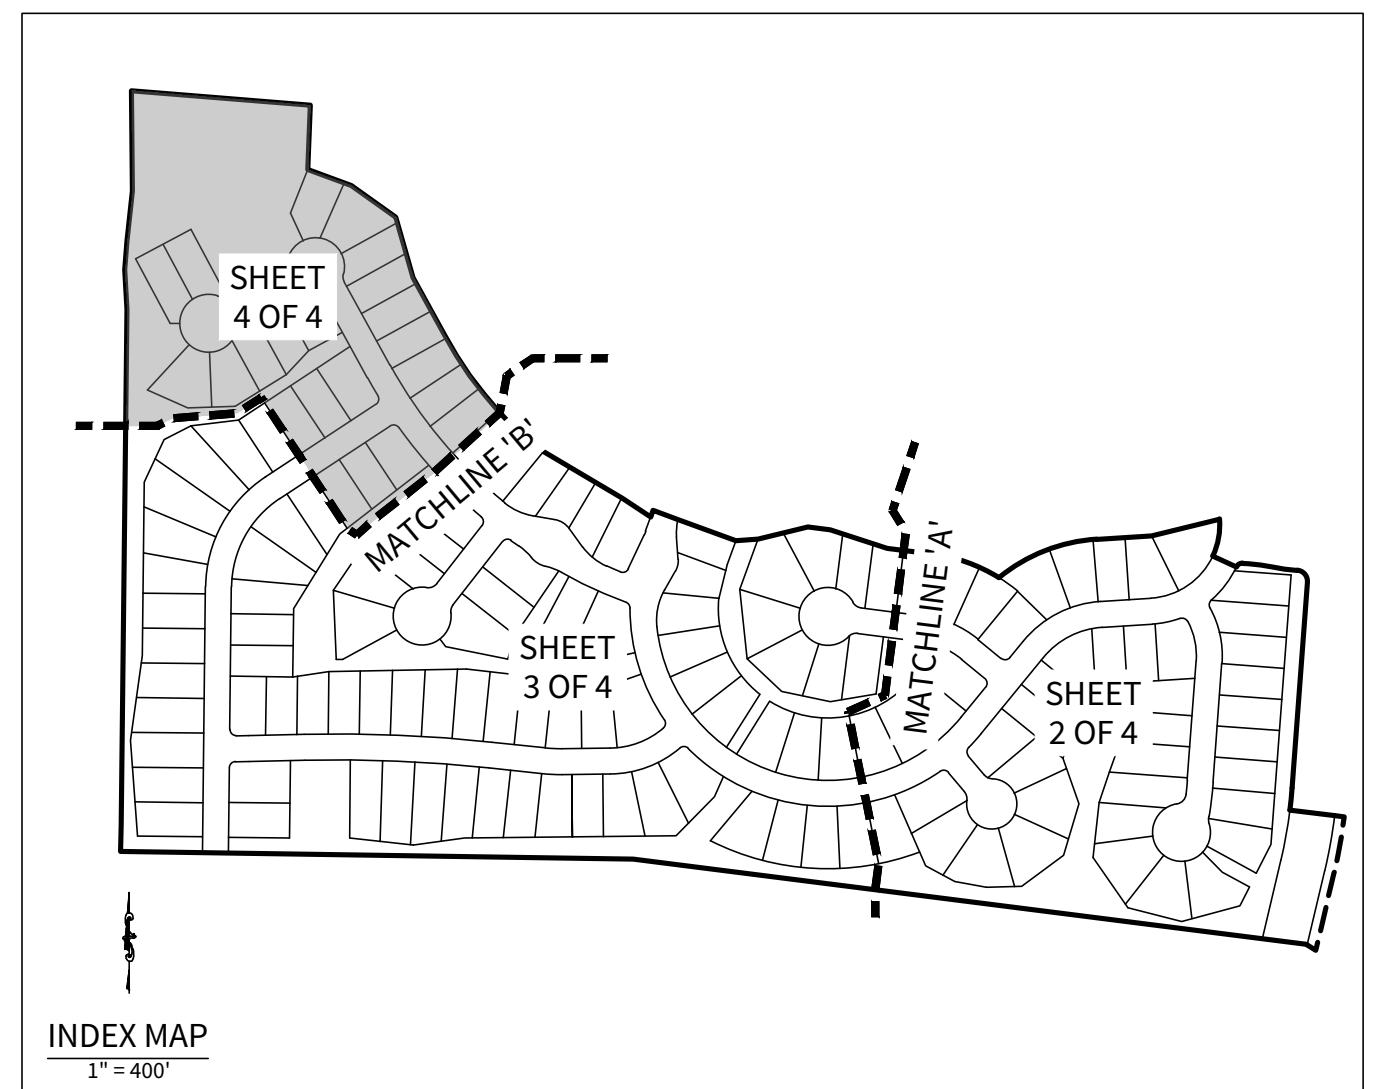 SHEET
4 OF 4
MATCHLINE 'B'
MATCHLINE 'A'
SHEET
3 OF 4
SHEET
2 OF 4
INDEX MAP
1" = 400'